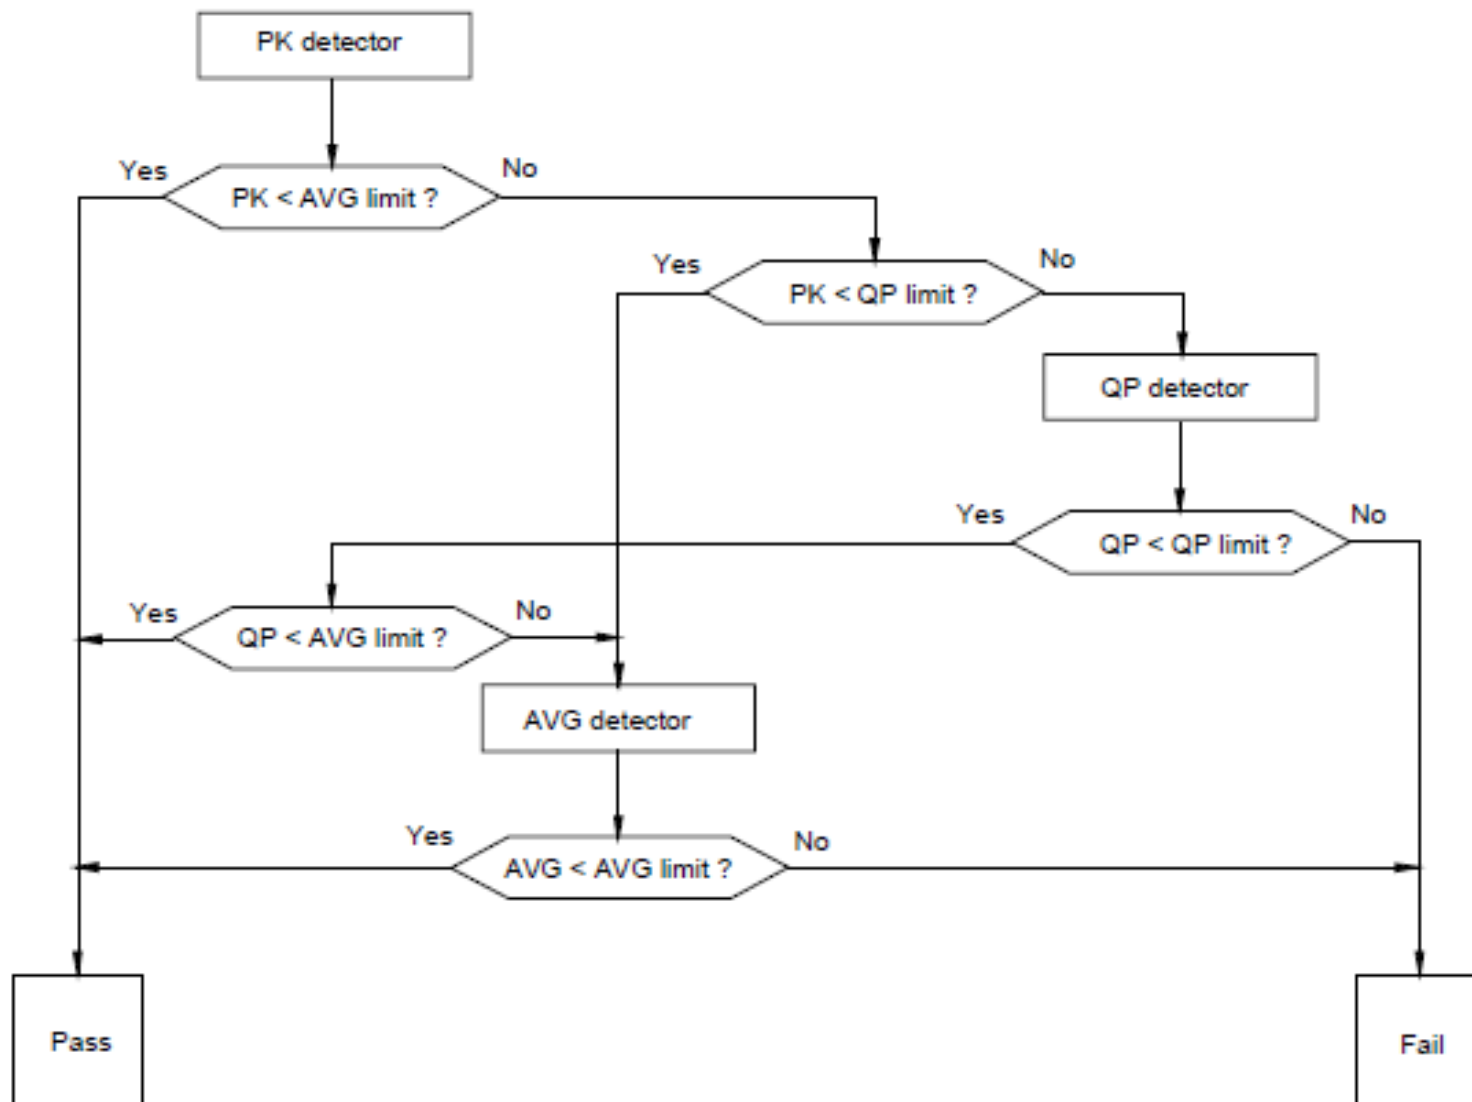 PK detector
Yes
No
PK < AVG limit ?
Yes
No
PK < QP limit ?
QP detector
Yes
No
QP < QP limit ?
Yes
No
QP < AVG limit ?
AVG detector
Yes
No
AVG < AVG limit ?
Pass
Fail